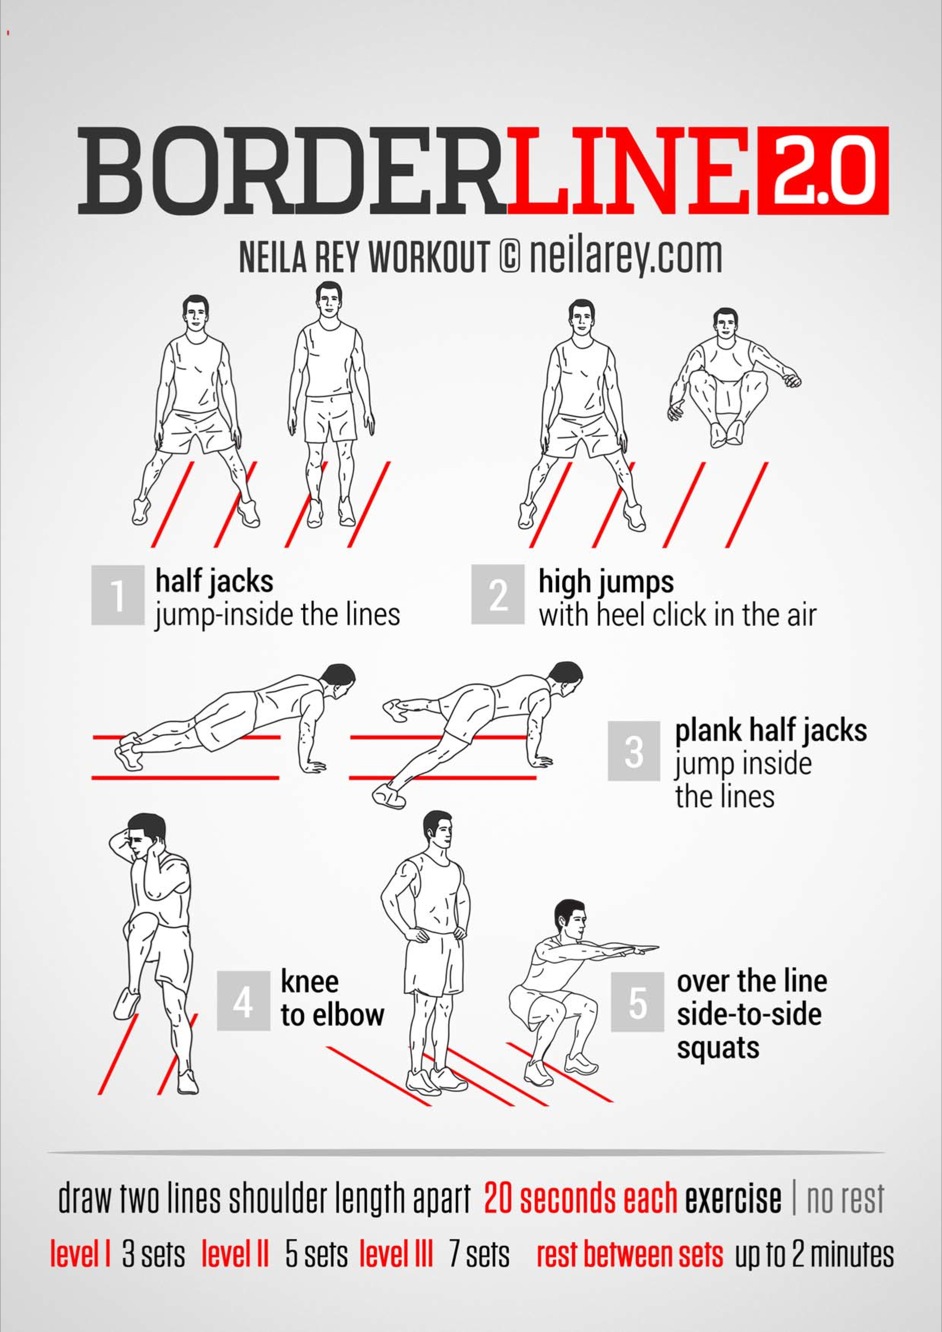 BORDERLINE 2.0
NEILA REY WORKOUT © neilarey.com
1 half jacks
jump-inside the lines
2 high jumps
with heel click in the air
3 plank half jacks
jump inside
the lines
4 knee
to elbow
5 over the line
side-to-side
squats
draw two lines shoulder length apart 20 seconds each exercise | no rest
level I 3 sets level II 5 sets level III 7 sets rest between sets up to 2 minutes